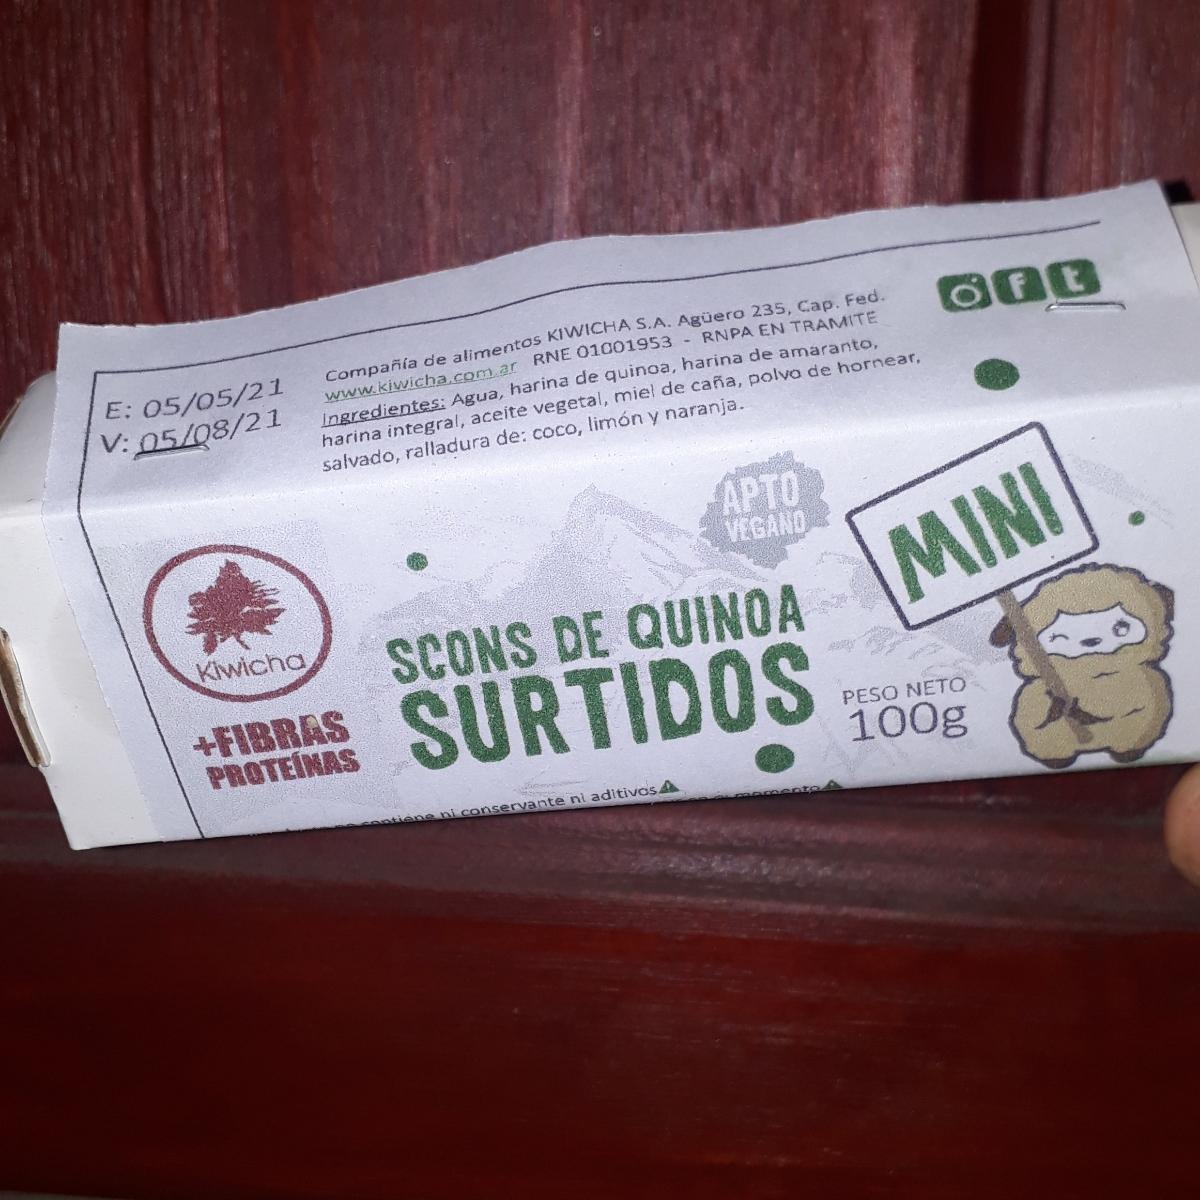 E: 05/05/21
V: 05/08/21
Compañía de alimentos KIWICHA S.A. Agüero 235, Cap. Fed.
www.kiwicha.com.ar RNE 01001953 - RNPA EN TRAMITE
Ingredientes: Agua, harina de quinoa, harina de amaranto,
harina integral, aceite vegetal, miel de caña, polvo de hornear,
salvado, ralladura de: coco, limón y naranja.
APTO
VEGANO
MINI
Kiwicha
+FIBRAS
PROTEÍNAS
SCONS DE QUINOA
SURTIDOS
PESO NETO
100g
contiene ni conservante ni aditivos
momento